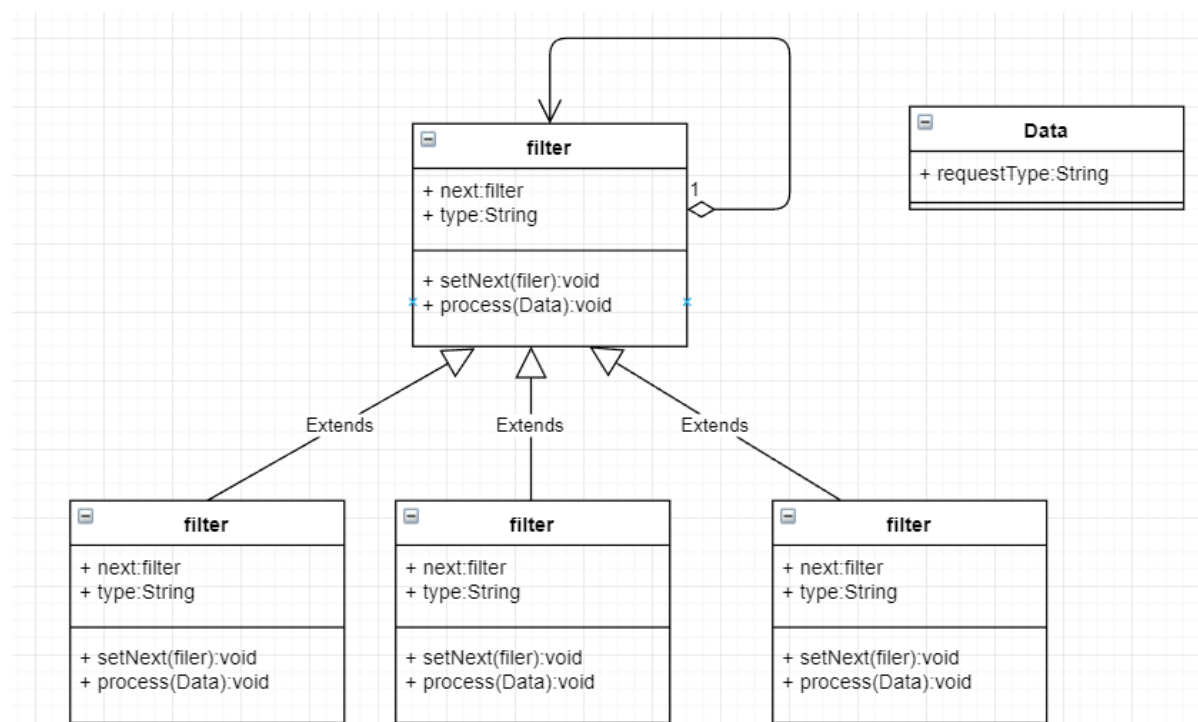 filter
+ next:filter
+ type:String
1
+ setNext(filer):void
+ process(Data):void
Data
+ requestType:String
Extends
Extends
Extends
filter
+ next:filter
+ type:String
+ setNext(filer):void
+ process(Data):void
filter
+ next:filter
+ type:String
+ setNext(filer):void
+ process(Data):void
filter
+ next:filter
+ type:String
+ setNext(filer):void
+ process(Data):void